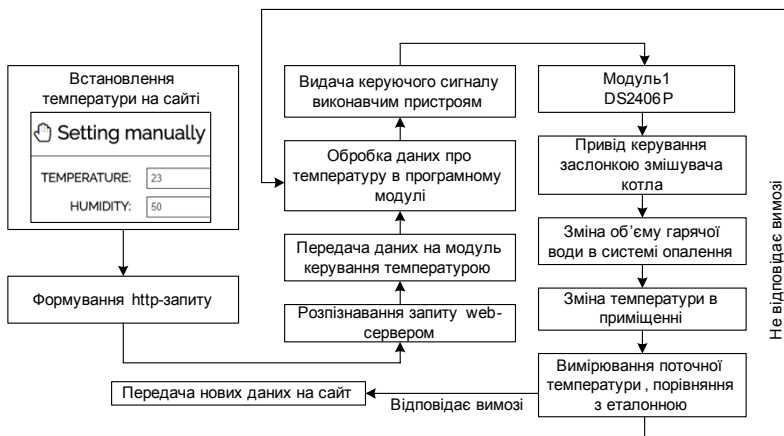 Встановлення
температури на сайті
Setting manually
TEMPERATURE: 23
HUMIDITY: 50
Формування http-запиту
Видача керуючого сигналу
виконавчим пристроям
Обробка даних про
температуру в програмному
модулі
Передача даних на модуль
керування температурою
Розпізнавання запиту web-
сервером
Передача нових даних на сайт
Відповідає вимозі
Модуль1
DS2406P
Привід керування
заслонкою змішувача
котла
Зміна об’єму гарячої
води в системі опалення
Зміна температури в
приміщенні
Вимірювання поточної
температури , порівняння
з еталонною
Не відповідає вимозі